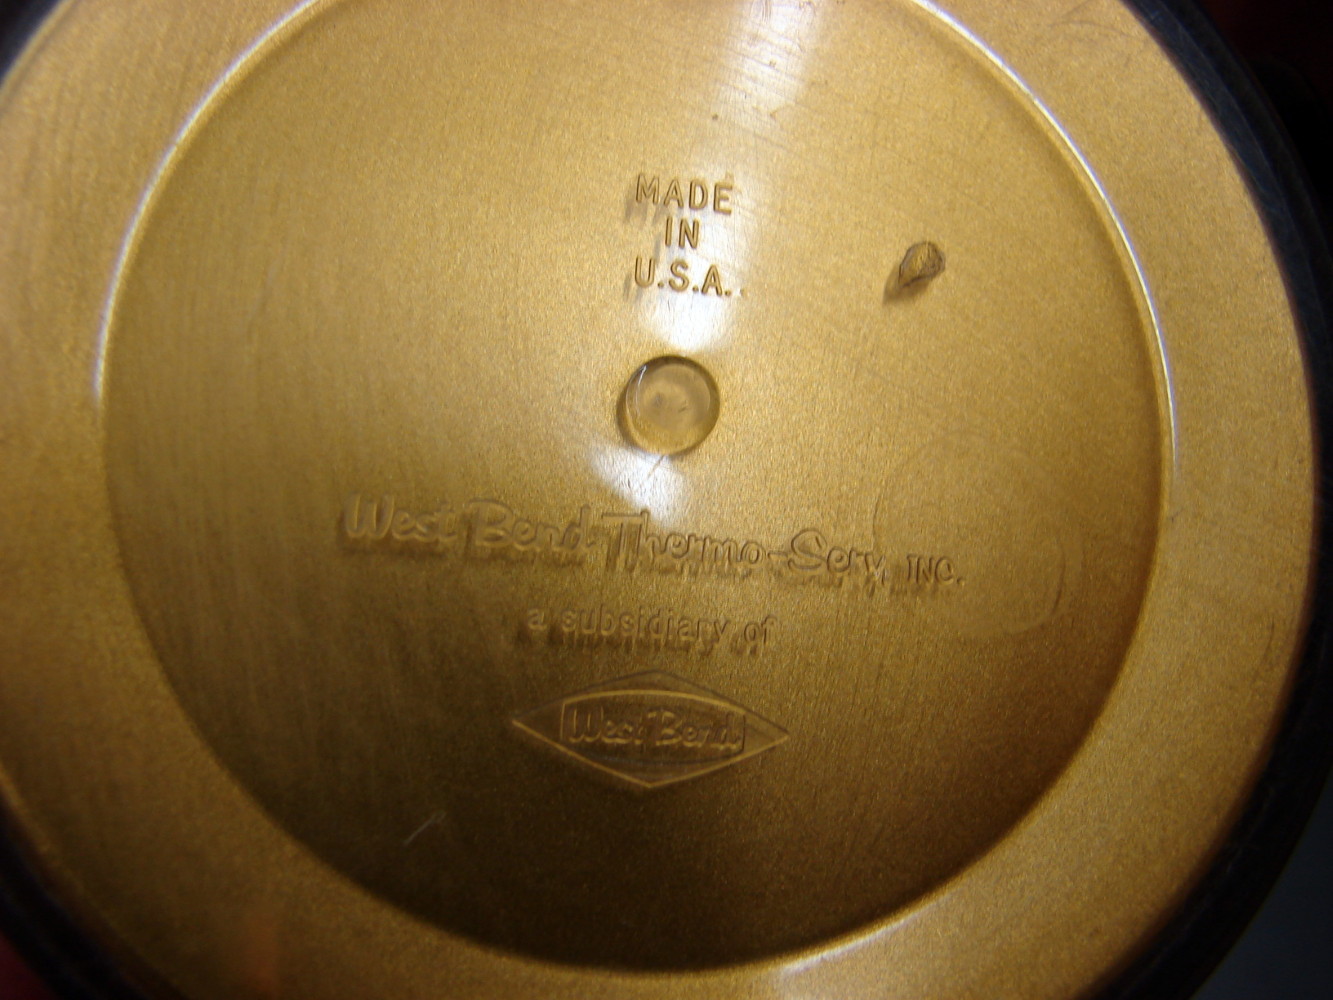 MADE
IN
U.S.A.
West Bend Thermo-Serv, INC.
a subsidiary of
West Bend